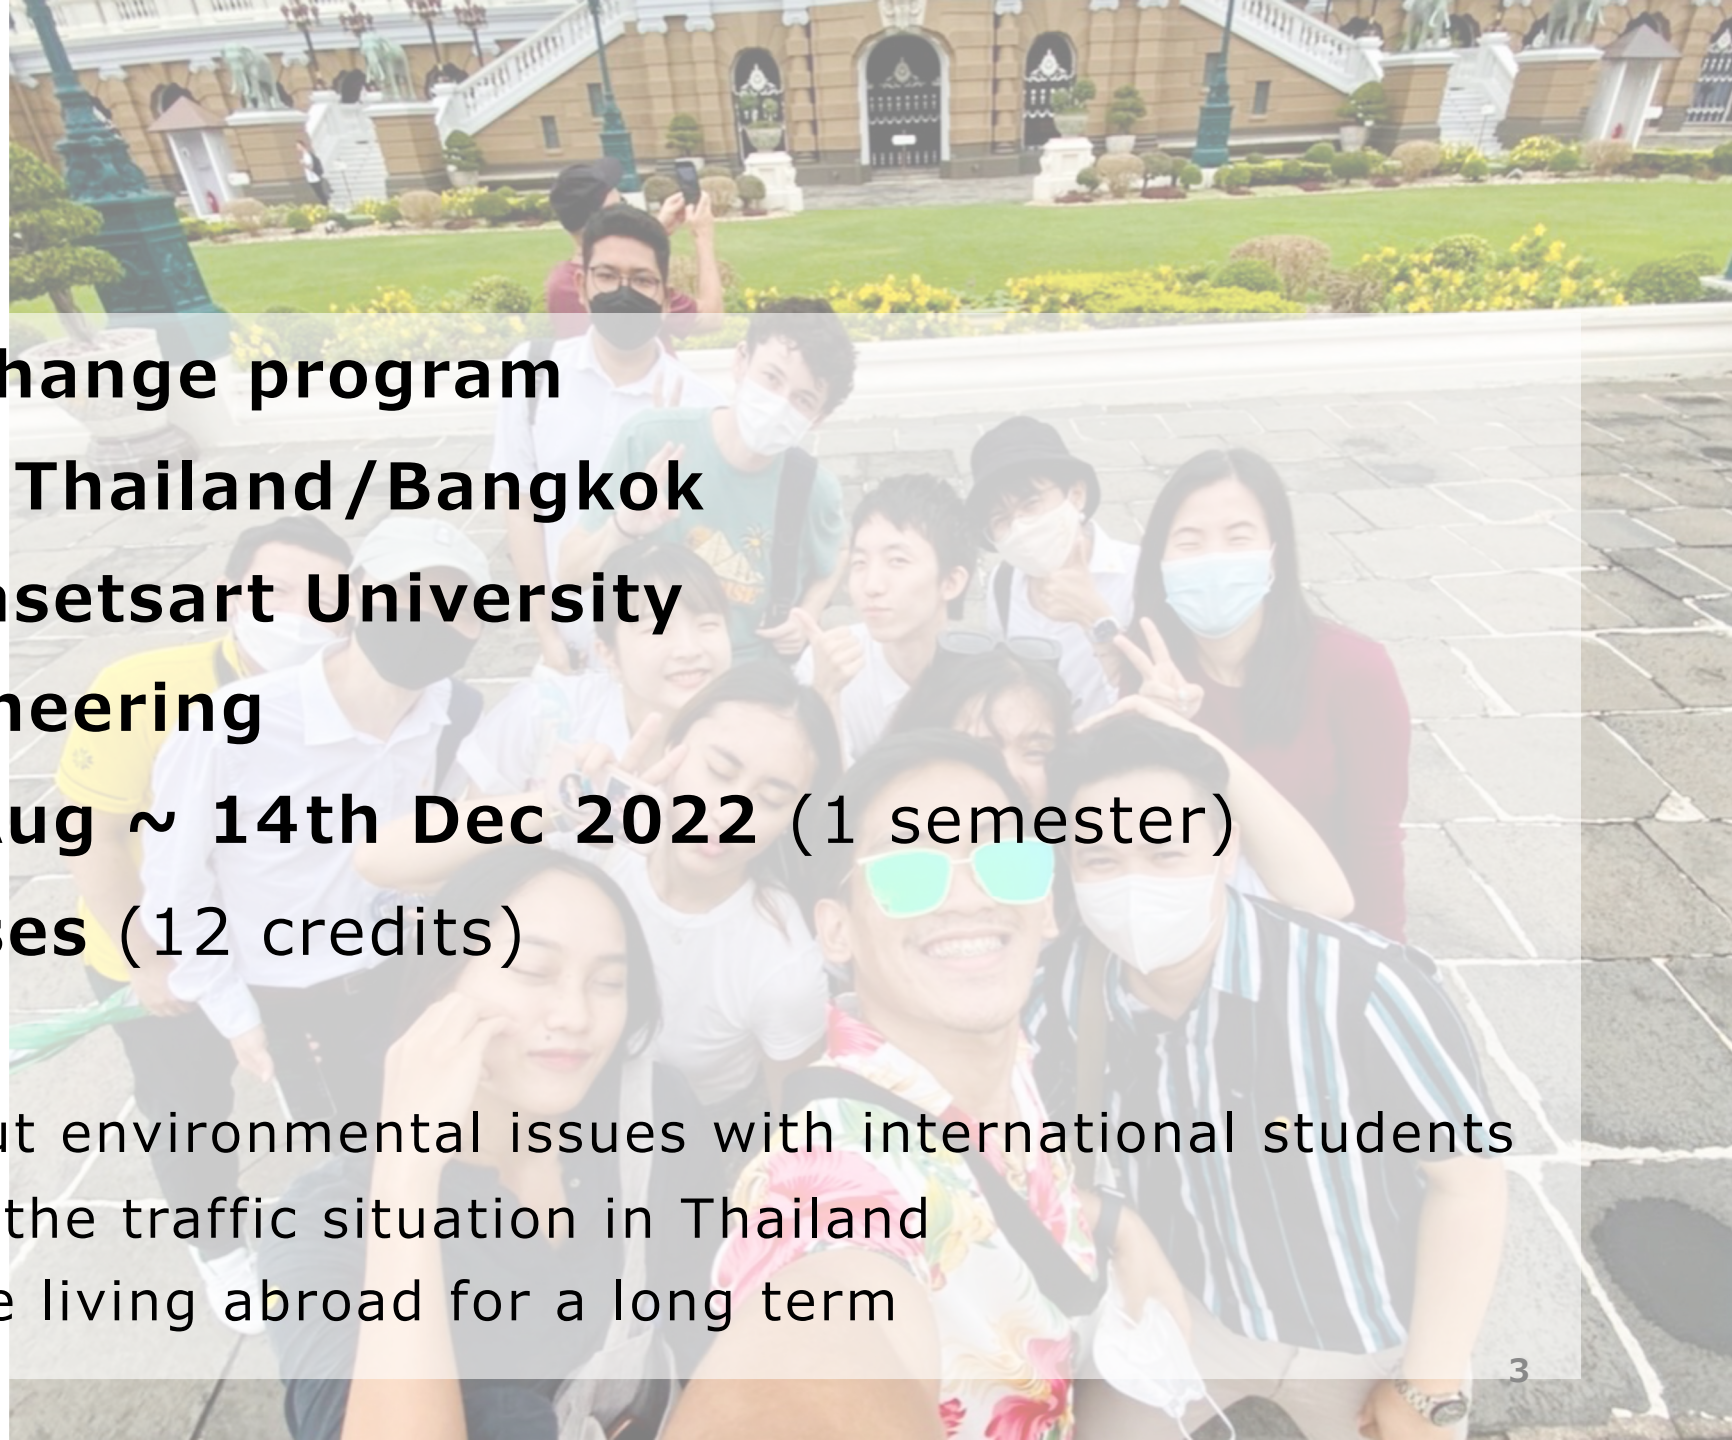 hange program
Thailand/Bangkok
setsart University
neering
ug ~ 14th Dec 2022 (1 semester)
es (12 credits)
ut environmental issues with international students
the traffic situation in Thailand
e living abroad for a long term
3